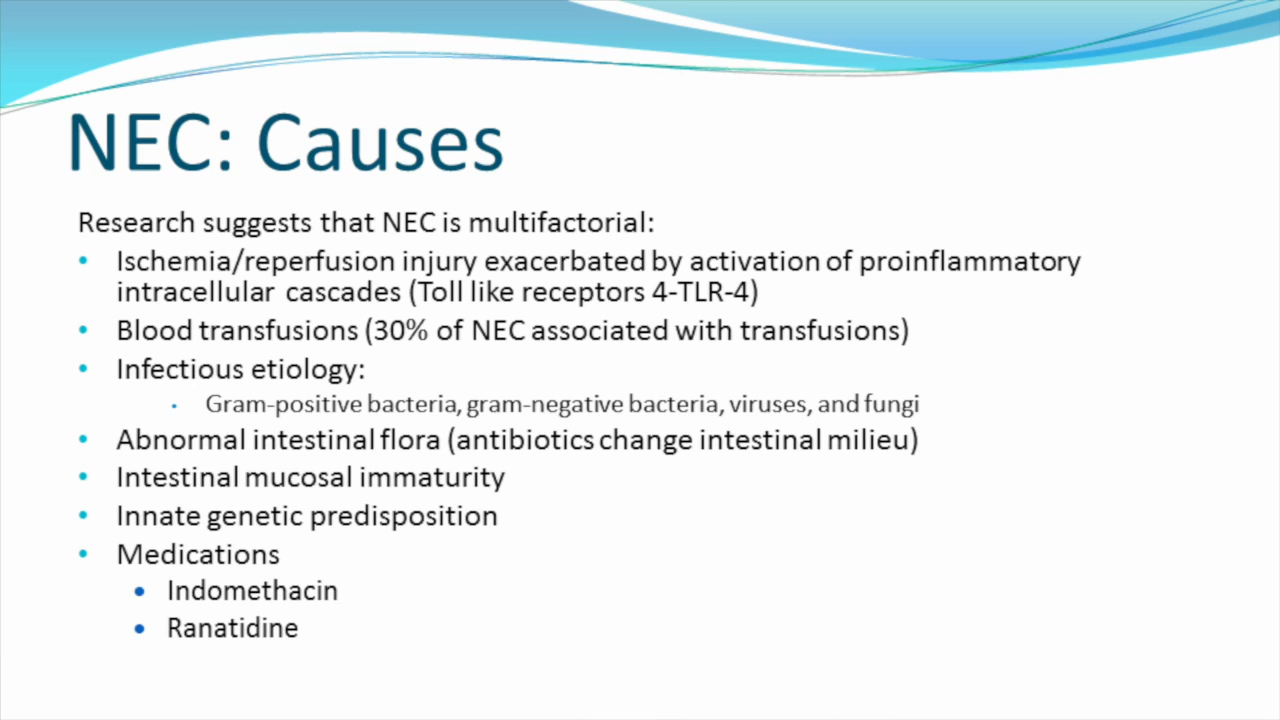 NEC: Causes
Research suggests that NEC is multifactorial:
• Ischemia/reperfusion injury exacerbated by activation of proinflammatory
intracellular cascades (Toll like receptors 4-TLR-4)
• Blood transfusions (30% of NEC associated with transfusions)
• Infectious etiology:
• Gram-positive bacteria, gram-negative bacteria, viruses, and fungi
• Abnormal intestinal flora (antibiotics change intestinal milieu)
• Intestinal mucosal immaturity
• Innate genetic predisposition
• Medications
• Indomethacin
• Ranatidine